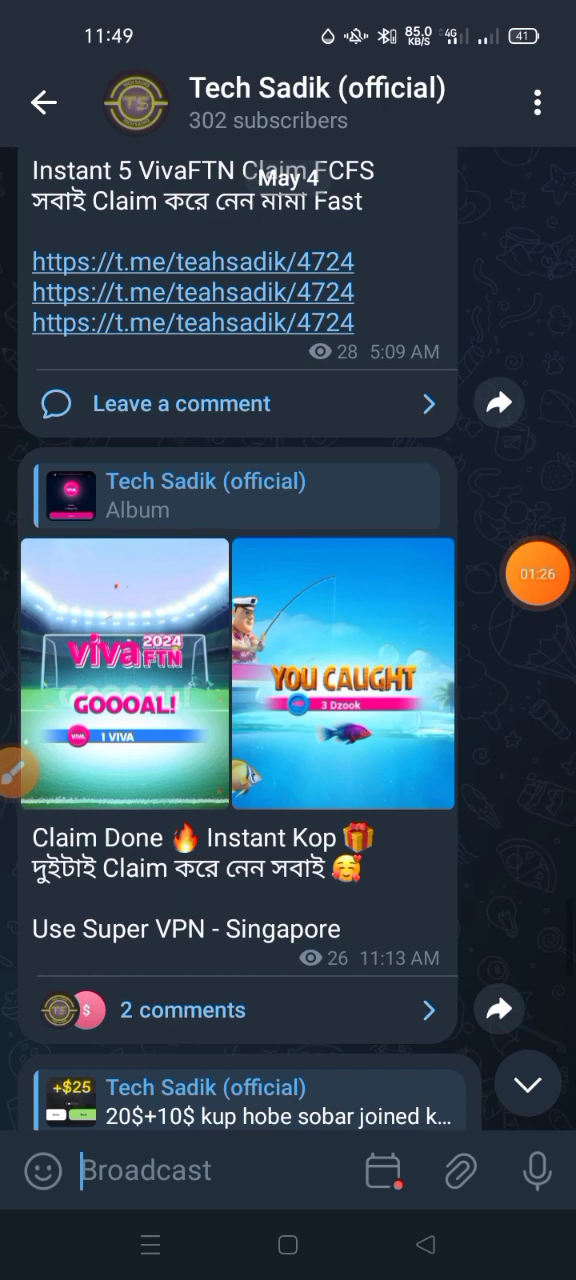 11:49
85.0
KB/S
4G
41
TS
Tech Sadik (official)
302 subscribers
Instant 5 VivaFTN Claim FCFS
May 4
সবাই Claim করে নেন মামা Fast
https://t.me/teahsadik/4724
https://t.me/teahsadik/4724
https://t.me/teahsadik/4724
28 5:09 AM
Leave a comment
Tech Sadik (official)
Album
01:26
viva 2024
FTN
GOOOAL!
VIVA 1 VIVA
YOU CAUGHT
3 Dzook
Claim Done 🔥 Instant Kop 🎁
দুইটাই Claim করে নেন সবাই 🥰
Use Super VPN - Singapore
26 11:13 AM
$ 2 comments
+$25
Tech Sadik (official)
20$+10$ kup hobe sobar joined k...
Broadcast